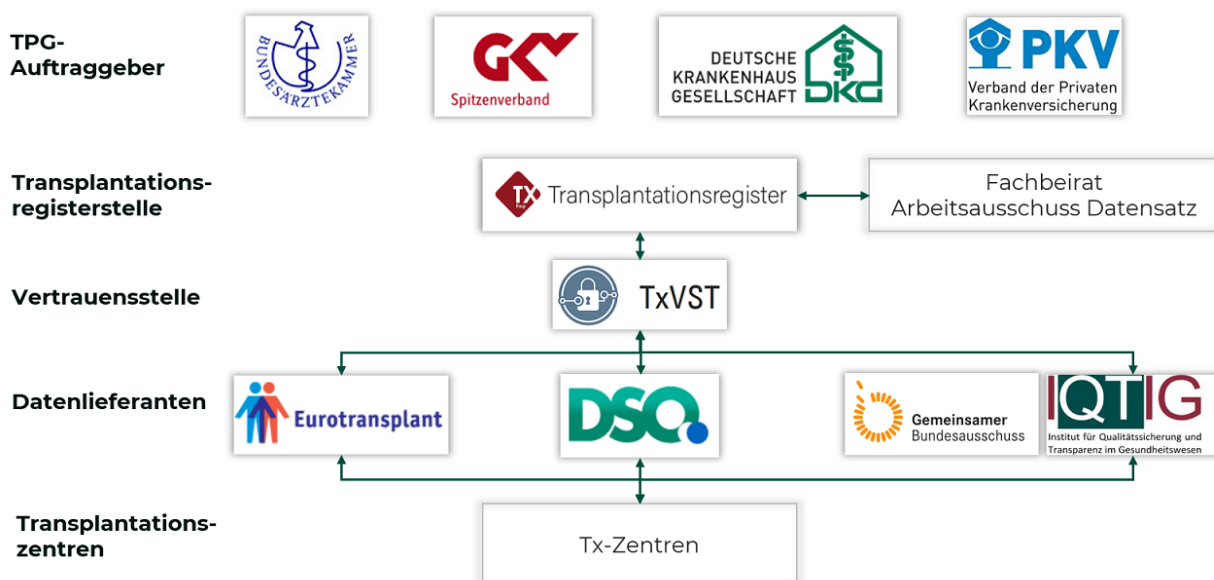 TPG-
Auftraggeber
BUNDESÄRZTEKAMMER
GKV
Spitzenverband
DEUTSCHE
KRANKENHAUS
GESELLSCHAFT
DKG
PKV
Verband der Privaten
Krankenversicherung
Transplantations-
registerstelle
TX
Reg
Transplantationsregister
Fachbeirat
Arbeitsausschuss Datensatz
Vertrauensstelle
TxVST
Datenlieferanten
Eurotransplant
DSO
Gemeinsamer
Bundesausschuss
IQTIG
Institut für Qualitätssicherung und
Transparenz im Gesundheitswesen
Transplantations-
zentren
Tx-Zentren